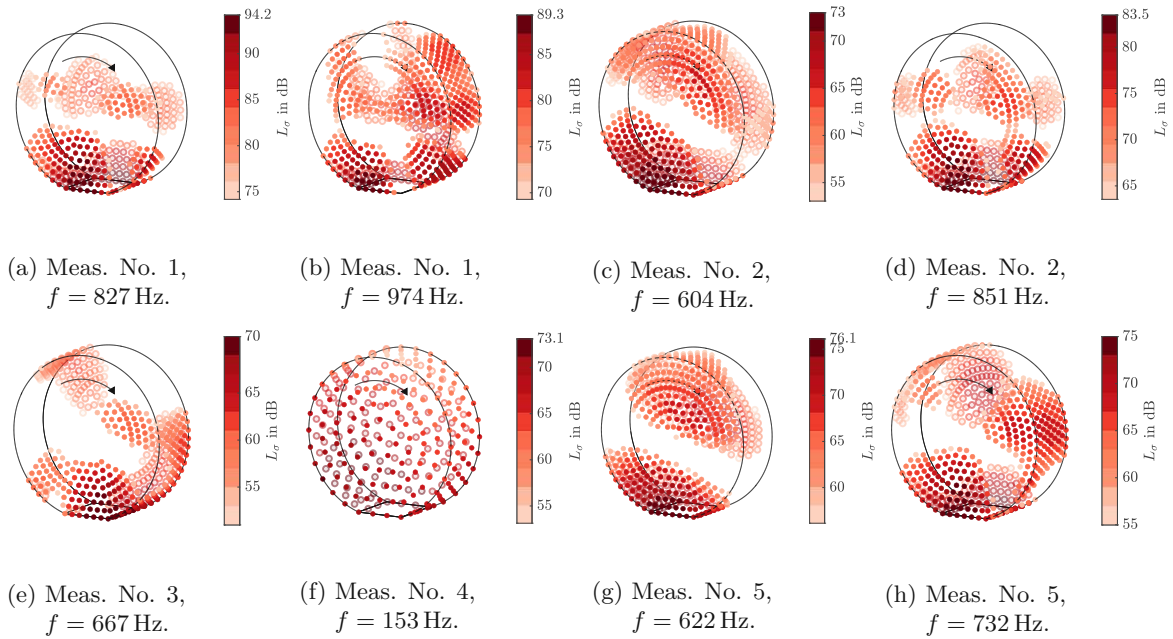 94.2
90
85
80
75
L_σ in dB
89.3
85
79
75
70
L_σ in dB
73
65
60
55
L_σ in dB
83.5
80
75
70
65
L_σ in dB
(a) Meas. No. 1,
f = 827 Hz.
(b) Meas. No. 1,
f = 974 Hz.
(c) Meas. No. 2,
f = 604 Hz.
(d) Meas. No. 2,
f = 851 Hz.
70
65
60
55
L_σ in dB
73.1
70
65
60
55
L_σ in dB
76.1
75
70
65
60
L_σ in dB
75
70
65
60
55
L_σ in dB
(e) Meas. No. 3,
f = 667 Hz.
(f) Meas. No. 4,
f = 153 Hz.
(g) Meas. No. 5,
f = 622 Hz.
(h) Meas. No. 5,
f = 732 Hz.